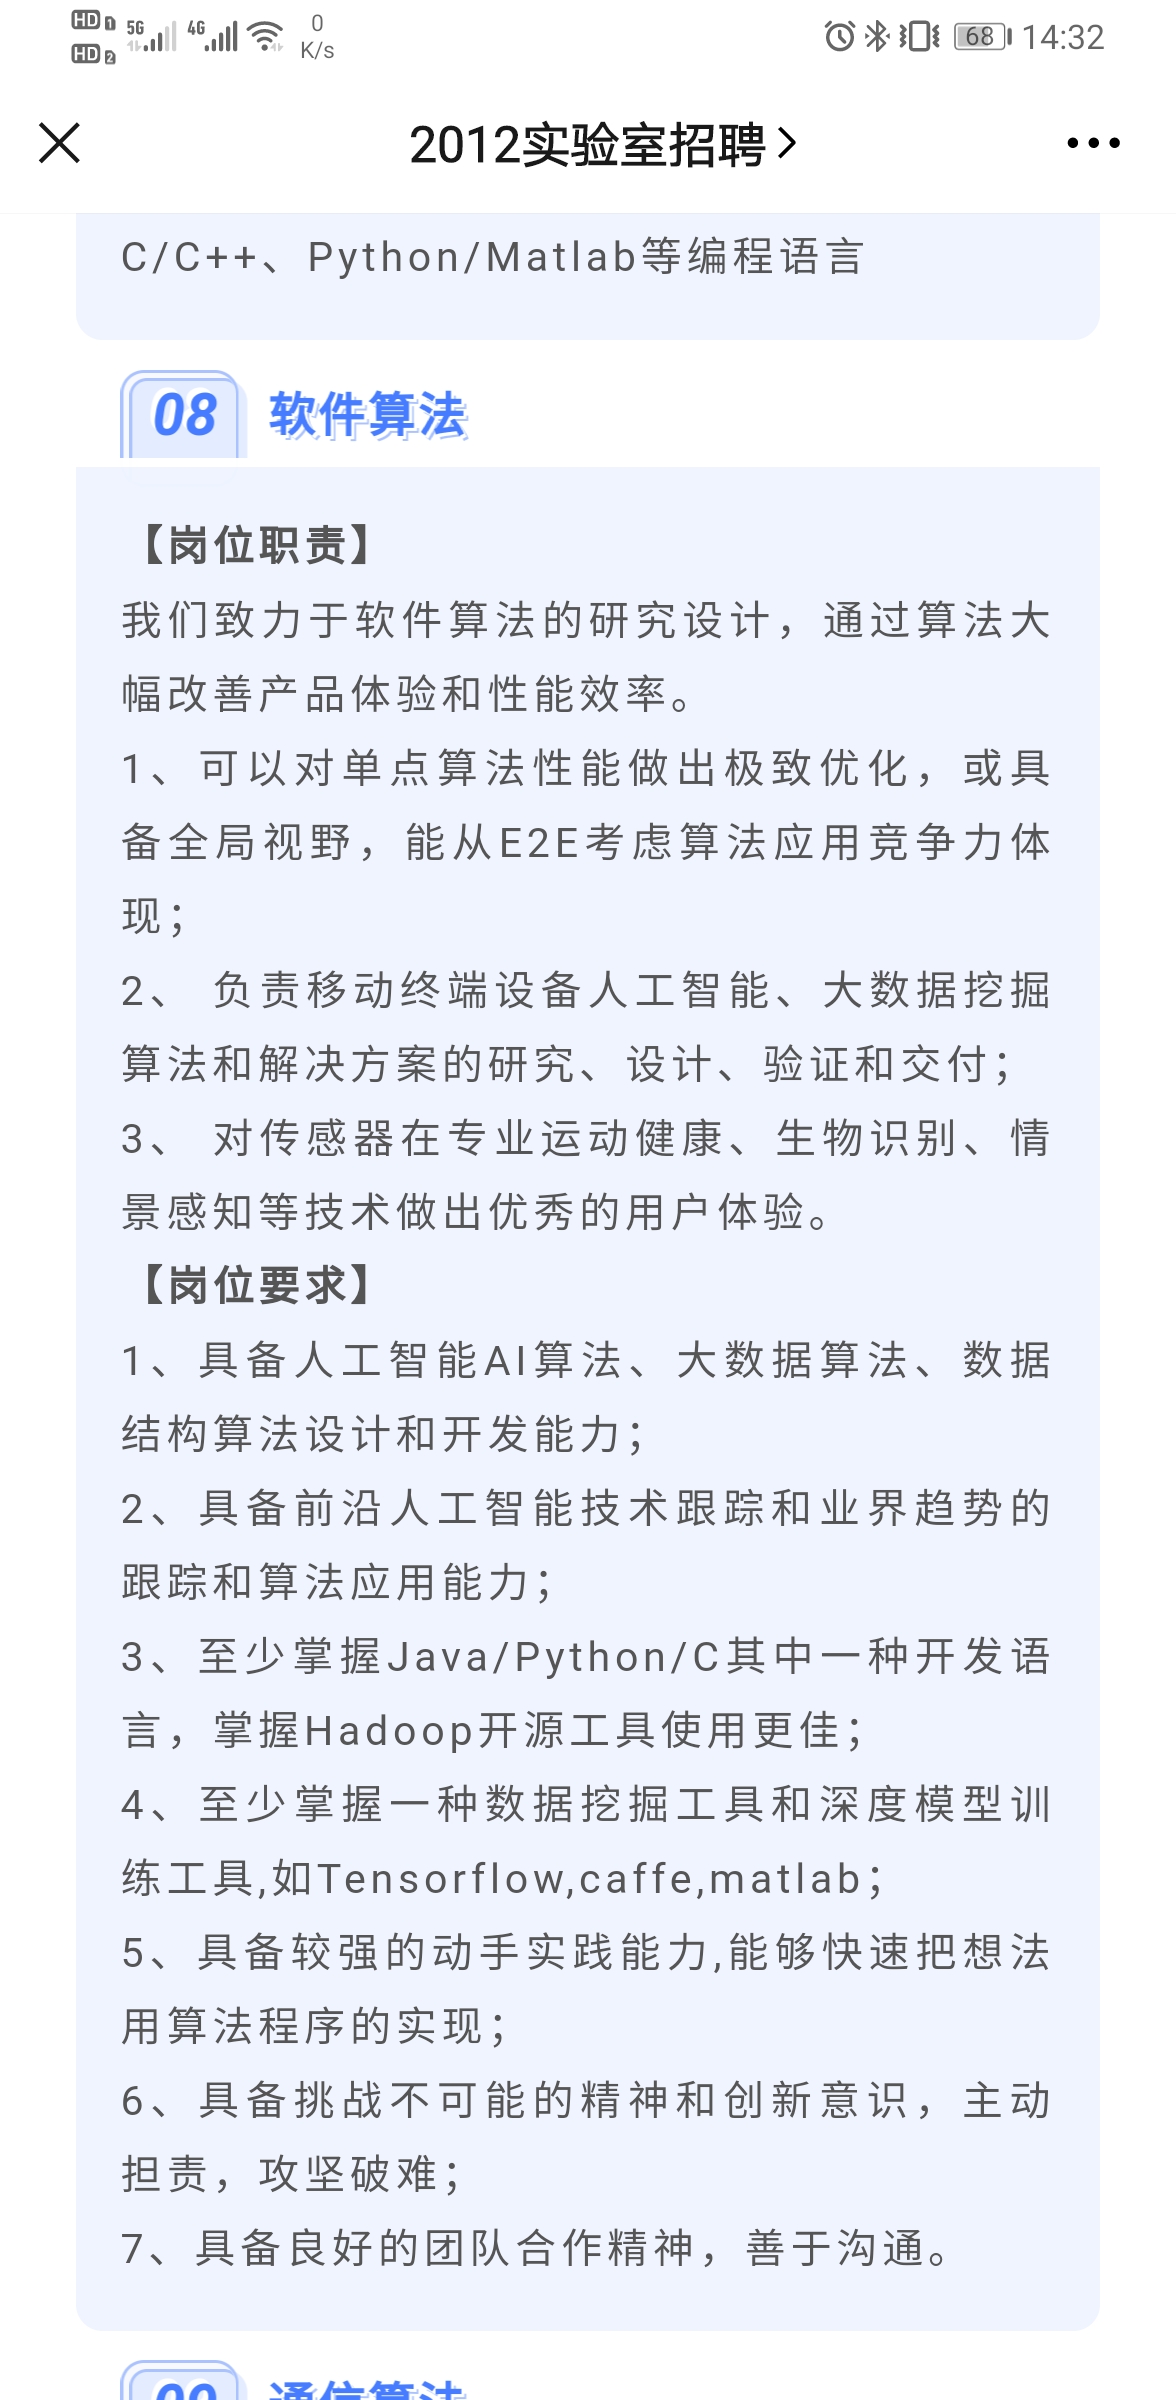 HD 1 5G 4G 0 K/s 68 14:32
HD 2
2012实验室招聘
C/C++、Python/Matlab等编程语言
08 软件算法
【岗位职责】
我们致力于软件算法的研究设计，通过算法大
幅改善产品体验和性能效率。
1、可以对单点算法性能做出极致优化，或具
备全局视野，能从E2E考虑算法应用竞争力体
现；
2、 负责移动终端设备人工智能、大数据挖掘
算法和解决方案的研究、设计、验证和交付；
3、 对传感器在专业运动健康、生物识别、情
景感知等技术做出优秀的用户体验。
【岗位要求】
1、具备人工智能AI算法、大数据算法、数据
结构算法设计和开发能力；
2、具备前沿人工智能技术跟踪和业界趋势的
跟踪和算法应用能力；
3、至少掌握Java/Python/C其中一种开发语
言，掌握Hadoop开源工具使用更佳；
4、至少掌握一种数据挖掘工具和深度模型训
练工具,如Tensorflow,caffe,matlab；
5、具备较强的动手实践能力,能够快速把想法
用算法程序的实现；
6、具备挑战不可能的精神和创新意识，主动
担责，攻坚破难；
7、具备良好的团队合作精神，善于沟通。
09 通信算法